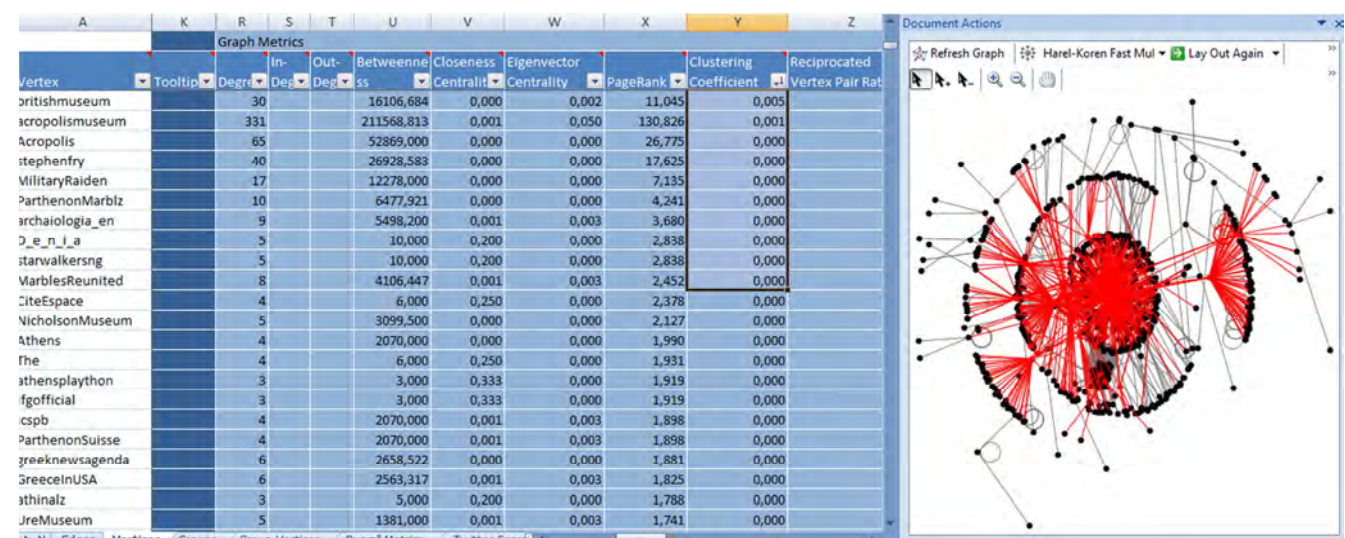 A K R S T U V W X Y Z Document Actions
Graph Metrics
Refresh Graph Harel-Koren Fast Mul Lay Out Again
In- Out- Betweenne Closeness Eigenvector Clustering Reciprocated
Vertex Tooltip Degre Deg Deg ss Centralit Centrality PageRank Coefficient Vertex Pair Rat
britishmuseum 30 16106,684 0,000 0,002 11,045 0,005
acropolismuseum 331 211568,813 0,001 0,050 130,826 0,001
Acropolis 65 52869,000 0,000 0,000 26,775 0,000
stephenfry 40 26928,583 0,000 0,000 17,625 0,000
MilitaryRaiden 17 12278,000 0,000 0,000 7,135 0,000
ParthenonMarblz 10 6477,921 0,000 0,000 4,241 0,000
archaiologia_en 9 5498,200 0,001 0,003 3,680 0,000
D_e_n_i_a 5 10,000 0,200 0,000 2,838 0,000
starwalkersng 5 10,000 0,200 0,000 2,838 0,000
MarblesReunited 8 4106,447 0,001 0,003 2,452 0,000
CiteEspace 4 6,000 0,250 0,000 2,378 0,000
NicholsonMuseum 5 3099,500 0,000 0,000 2,127 0,000
Athens 4 2070,000 0,000 0,000 1,990 0,000
The 4 6,000 0,250 0,000 1,931 0,000
athensplaython 3 3,000 0,333 0,000 1,919 0,000
fgofficial 3 3,000 0,333 0,000 1,919 0,000
cspb 4 2070,000 0,001 0,003 1,898 0,000
ParthenonSuisse 4 2070,000 0,001 0,003 1,898 0,000
greeknewsagenda 6 2658,522 0,000 0,000 1,881 0,000
GreeceInUSA 6 2563,317 0,001 0,003 1,825 0,000
athinalz 3 5,000 0,200 0,000 1,788 0,000
UreMuseum 5 1381,000 0,001 0,003 1,741 0,000